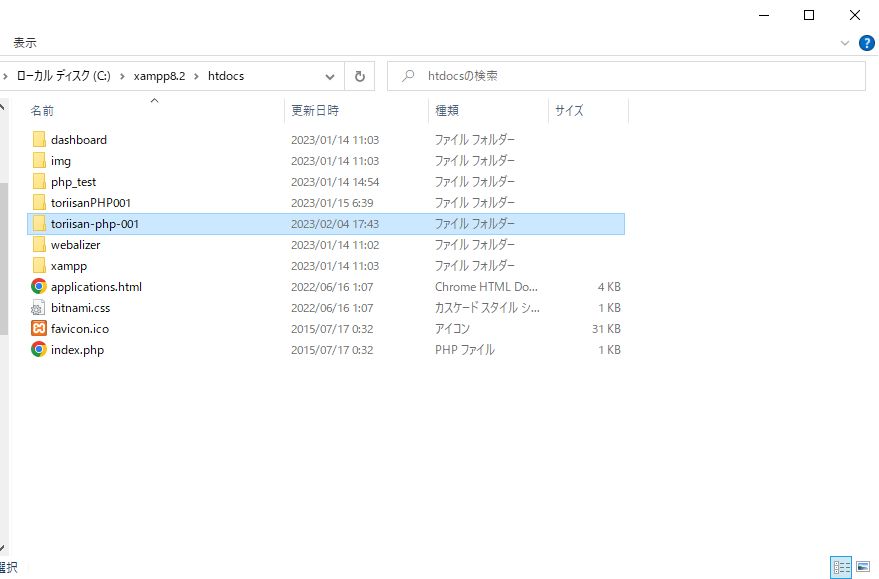 表示
ローカル ディスク (C:) xampp8.2 htdocs htdocsの検索
名前 更新日時 種類 サイズ
dashboard 2023/01/14 11:03 ファイル フォルダー
img 2023/01/14 11:03 ファイル フォルダー
php_test 2023/01/14 14:54 ファイル フォルダー
toriisanPHP001 2023/01/15 6:39 ファイル フォルダー
toriisan-php-001 2023/02/04 17:43 ファイル フォルダー
webalizer 2023/01/14 11:02 ファイル フォルダー
xampp 2023/01/14 11:03 ファイル フォルダー
applications.html 2022/06/16 1:07 Chrome HTML Do... 4 KB
bitnami.css 2022/06/16 1:07 カスケード スタイル シ... 1 KB
favicon.ico 2015/07/17 0:32 アイコン 31 KB
index.php 2015/07/17 0:32 PHP ファイル 1 KB
選択